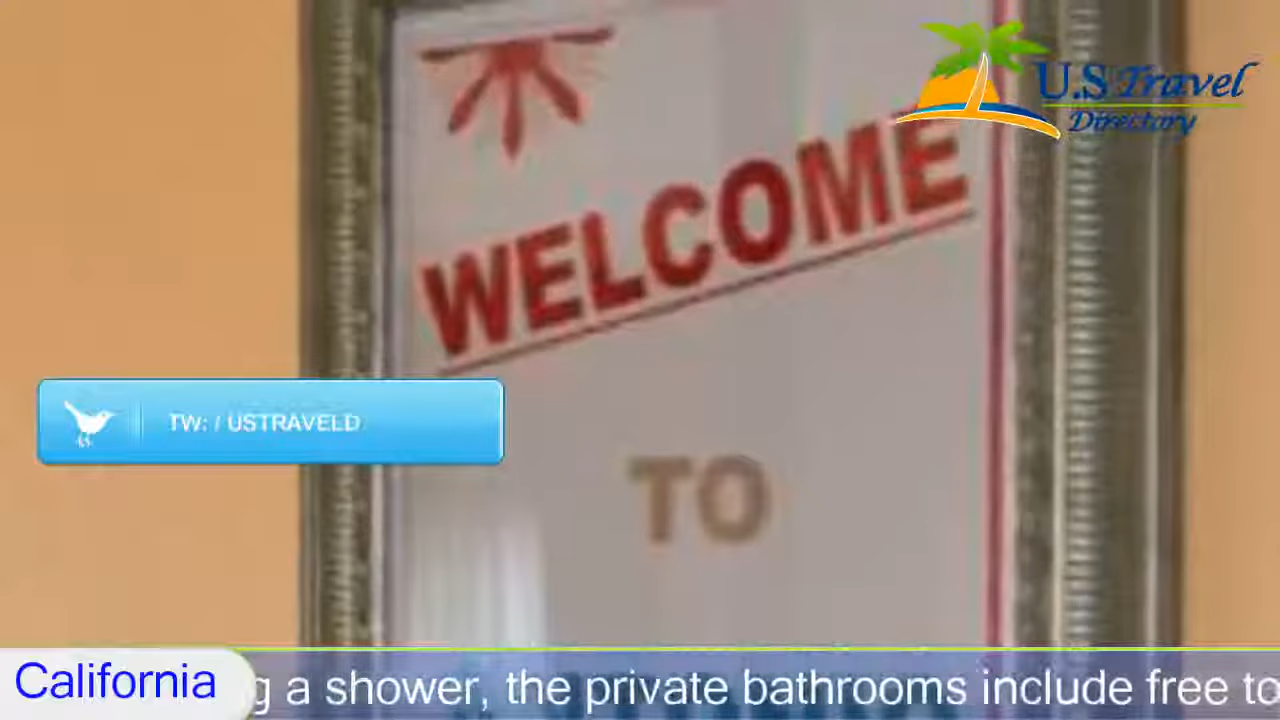 U.S Travel
Directory
WELCOME
TW: / USTRAVELD
TO
California
g a shower, the private bathrooms include free to